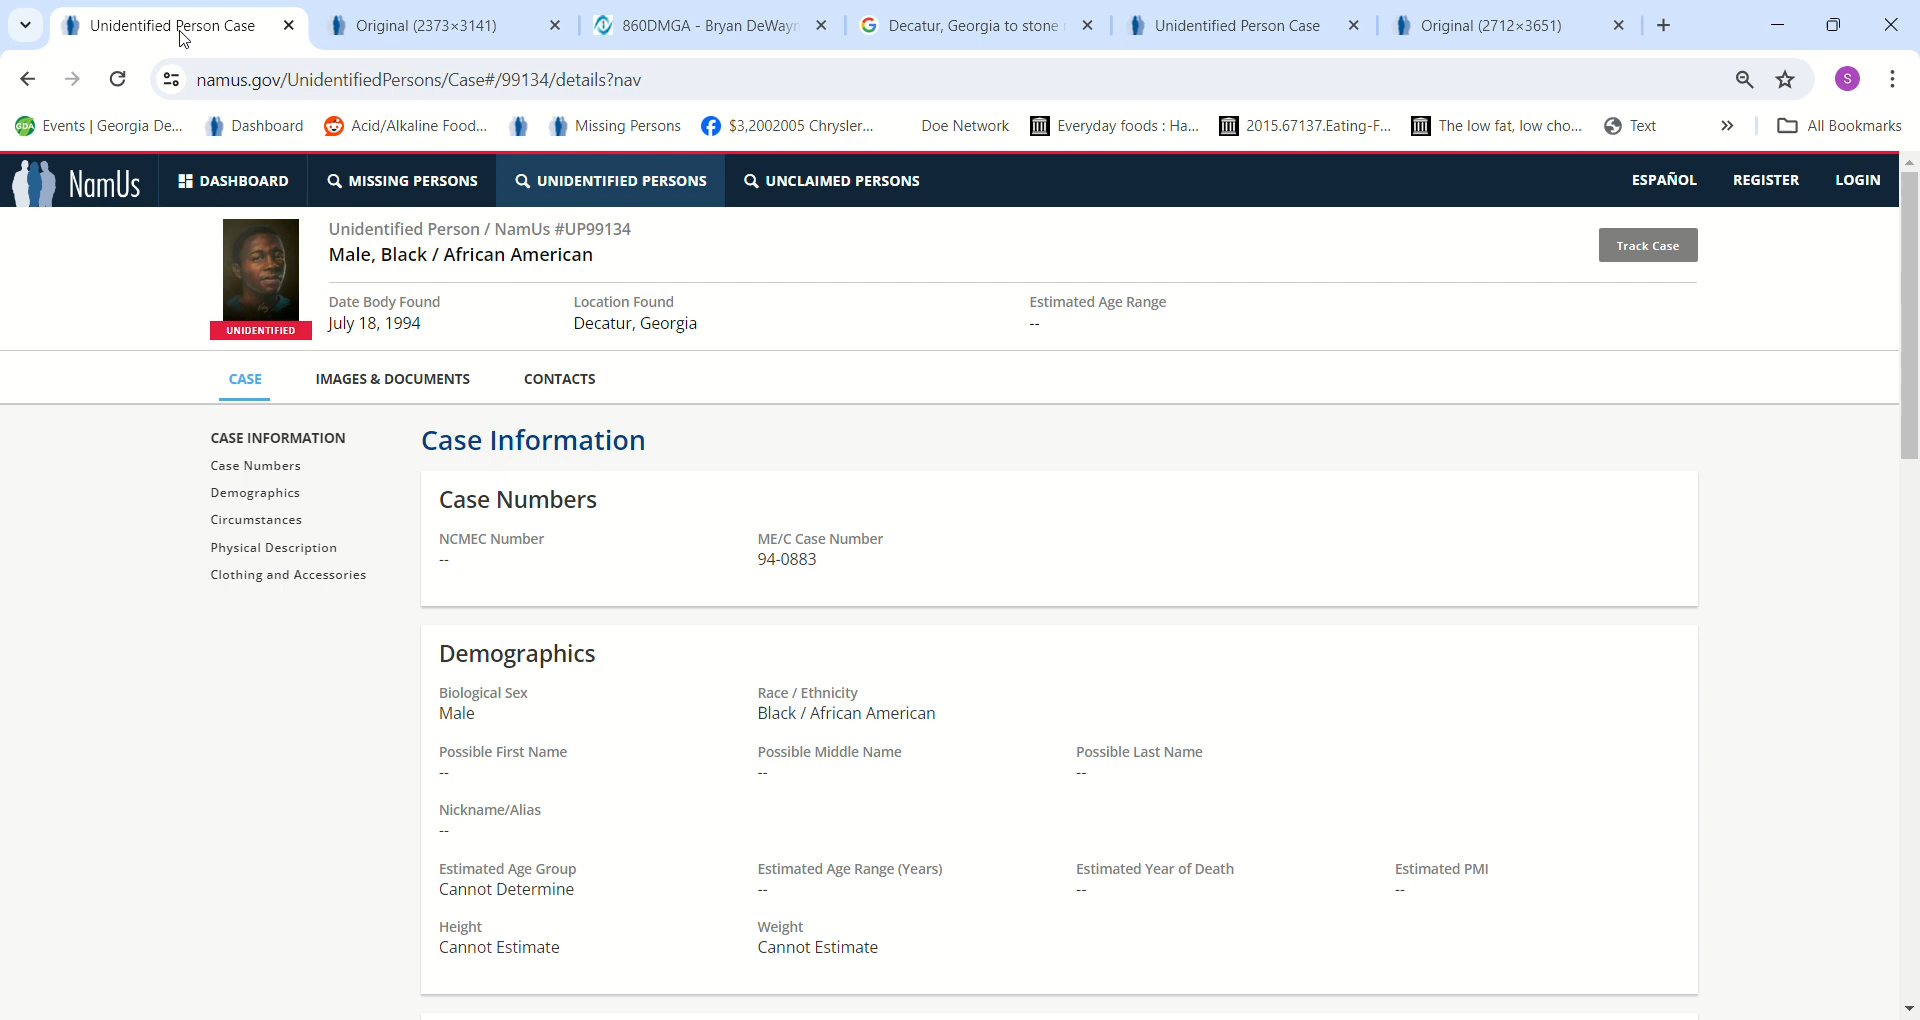 Unidentified Person Case
Original (2373×3141)
860DMGA - Bryan DeWayn
Decatur, Georgia to stone
Unidentified Person Case
Original (2712×3651)
namus.gov/UnidentifiedPersons/Case#/99134/details?nav
S
Events | Georgia De...
Dashboard
Acid/Alkaline Food...
Missing Persons
$3,2002005 Chrysler...
Doe Network
Everyday foods : Ha...
2015.67137.Eating-F...
The low fat, low cho...
Text
All Bookmarks
NamUs
DASHBOARD
MISSING PERSONS
UNIDENTIFIED PERSONS
UNCLAIMED PERSONS
ESPAÑOL
REGISTER
LOGIN
UNIDENTIFIED
Unidentified Person / NamUs #UP99134
Male, Black / African American
Track Case
Date Body Found
July 18, 1994
Location Found
Decatur, Georgia
Estimated Age Range
--
CASE
IMAGES & DOCUMENTS
CONTACTS
CASE INFORMATION
Case Numbers
Demographics
Circumstances
Physical Description
Clothing and Accessories
Case Information
Case Numbers
NCMEC Number
--
ME/C Case Number
94-0883
Demographics
Biological Sex
Male
Race / Ethnicity
Black / African American
Possible First Name
--
Possible Middle Name
--
Possible Last Name
--
Nickname/Alias
--
Estimated Age Group
Cannot Determine
Estimated Age Range (Years)
--
Estimated Year of Death
--
Estimated PMI
--
Height
Cannot Estimate
Weight
Cannot Estimate